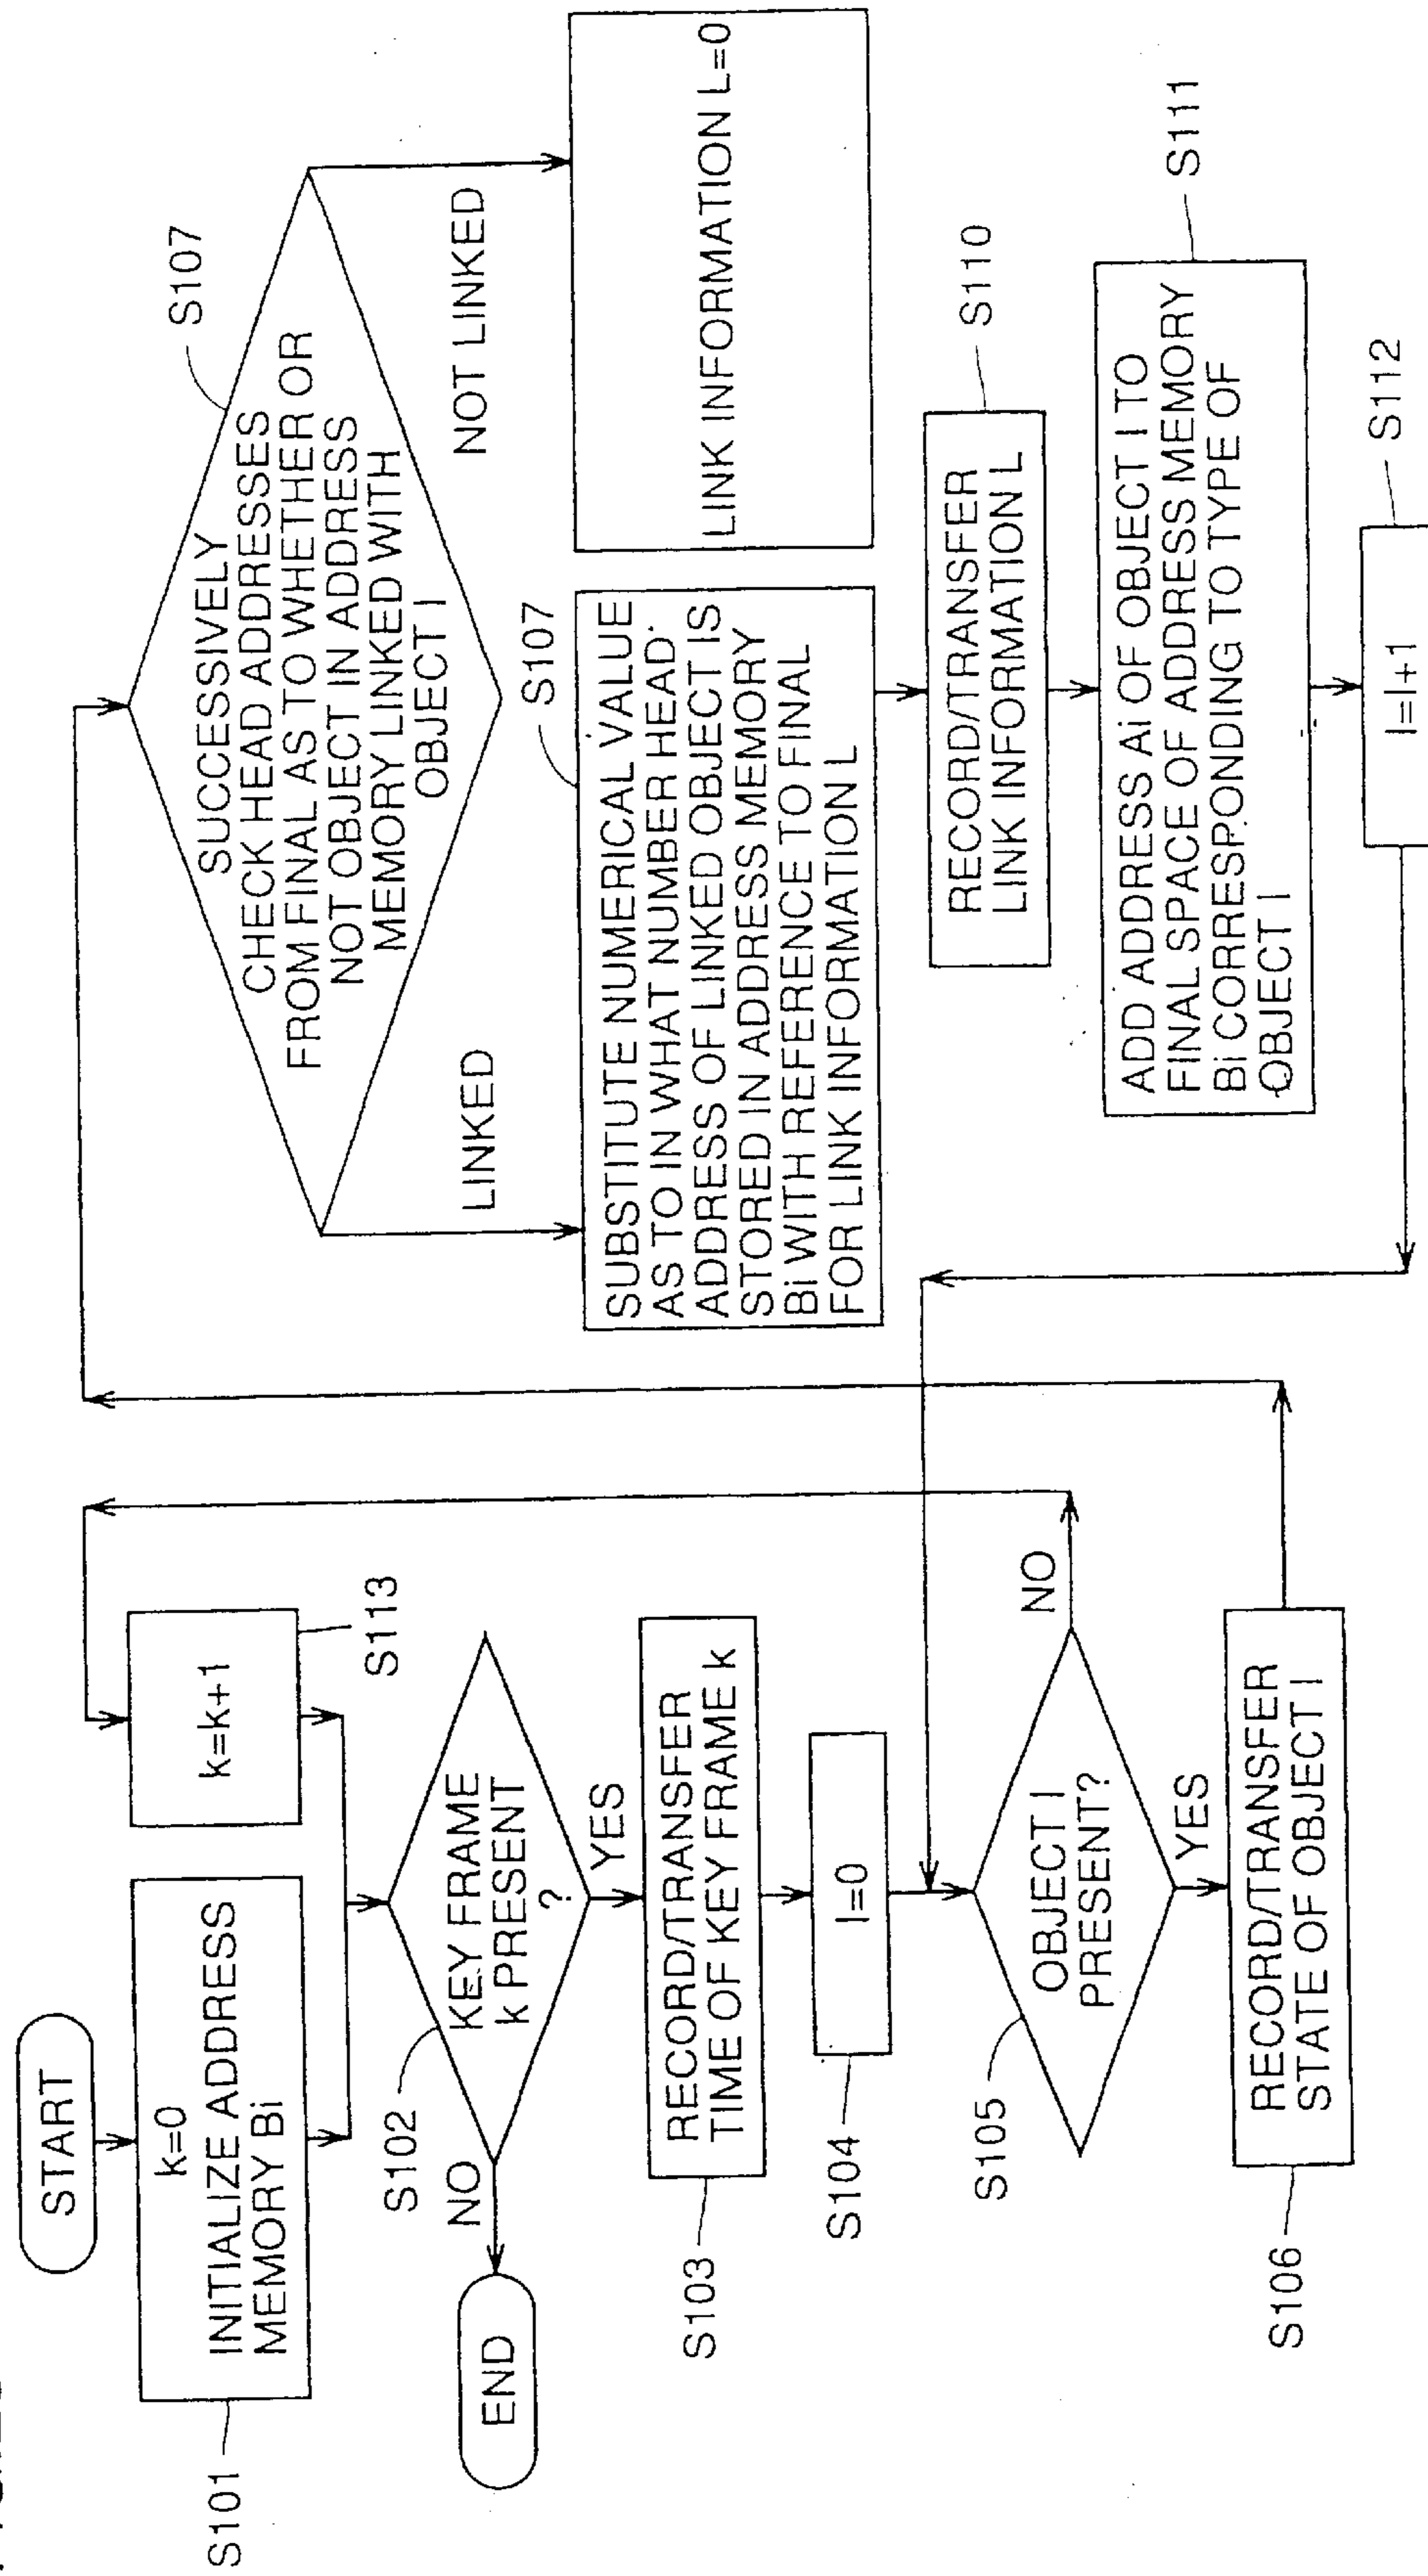 START
k=0
INITIALIZE ADDRESS
MEMORY Bi
S101
k=k+1
S113
KEY FRAME
k PRESENT
?
S102
NO
END
YES
RECORD/TRANSFER
TIME OF KEY FRAME k
S103
I=0
S104
OBJECT I
PRESENT?
S105
NO
YES
RECORD/TRANSFER
STATE OF OBJECT I
S106
SUCCESSIVELY
CHECK HEAD ADDRESSES
FROM FINAL AS TO WHETHER OR
NOT OBJECT IN ADDRESS
MEMORY LINKED WITH
OBJECT I
S107
LINKED
NOT LINKED
SUBSTITUTE NUMERICAL VALUE
AS TO IN WHAT NUMBER HEAD
ADDRESS OF LINKED OBJECT IS
STORED IN ADDRESS MEMORY
Bi WITH REFERENCE TO FINAL
FOR LINK INFORMATION L
S107
LINK INFORMATION L=0
RECORD/TRANSFER
LINK INFORMATION L
S110
ADD ADDRESS Ai OF OBJECT I TO
FINAL SPACE OF ADDRESS MEMORY
Bi CORRESPONDING TO TYPE OF
OBJECT I
S111
I=I+1
S112